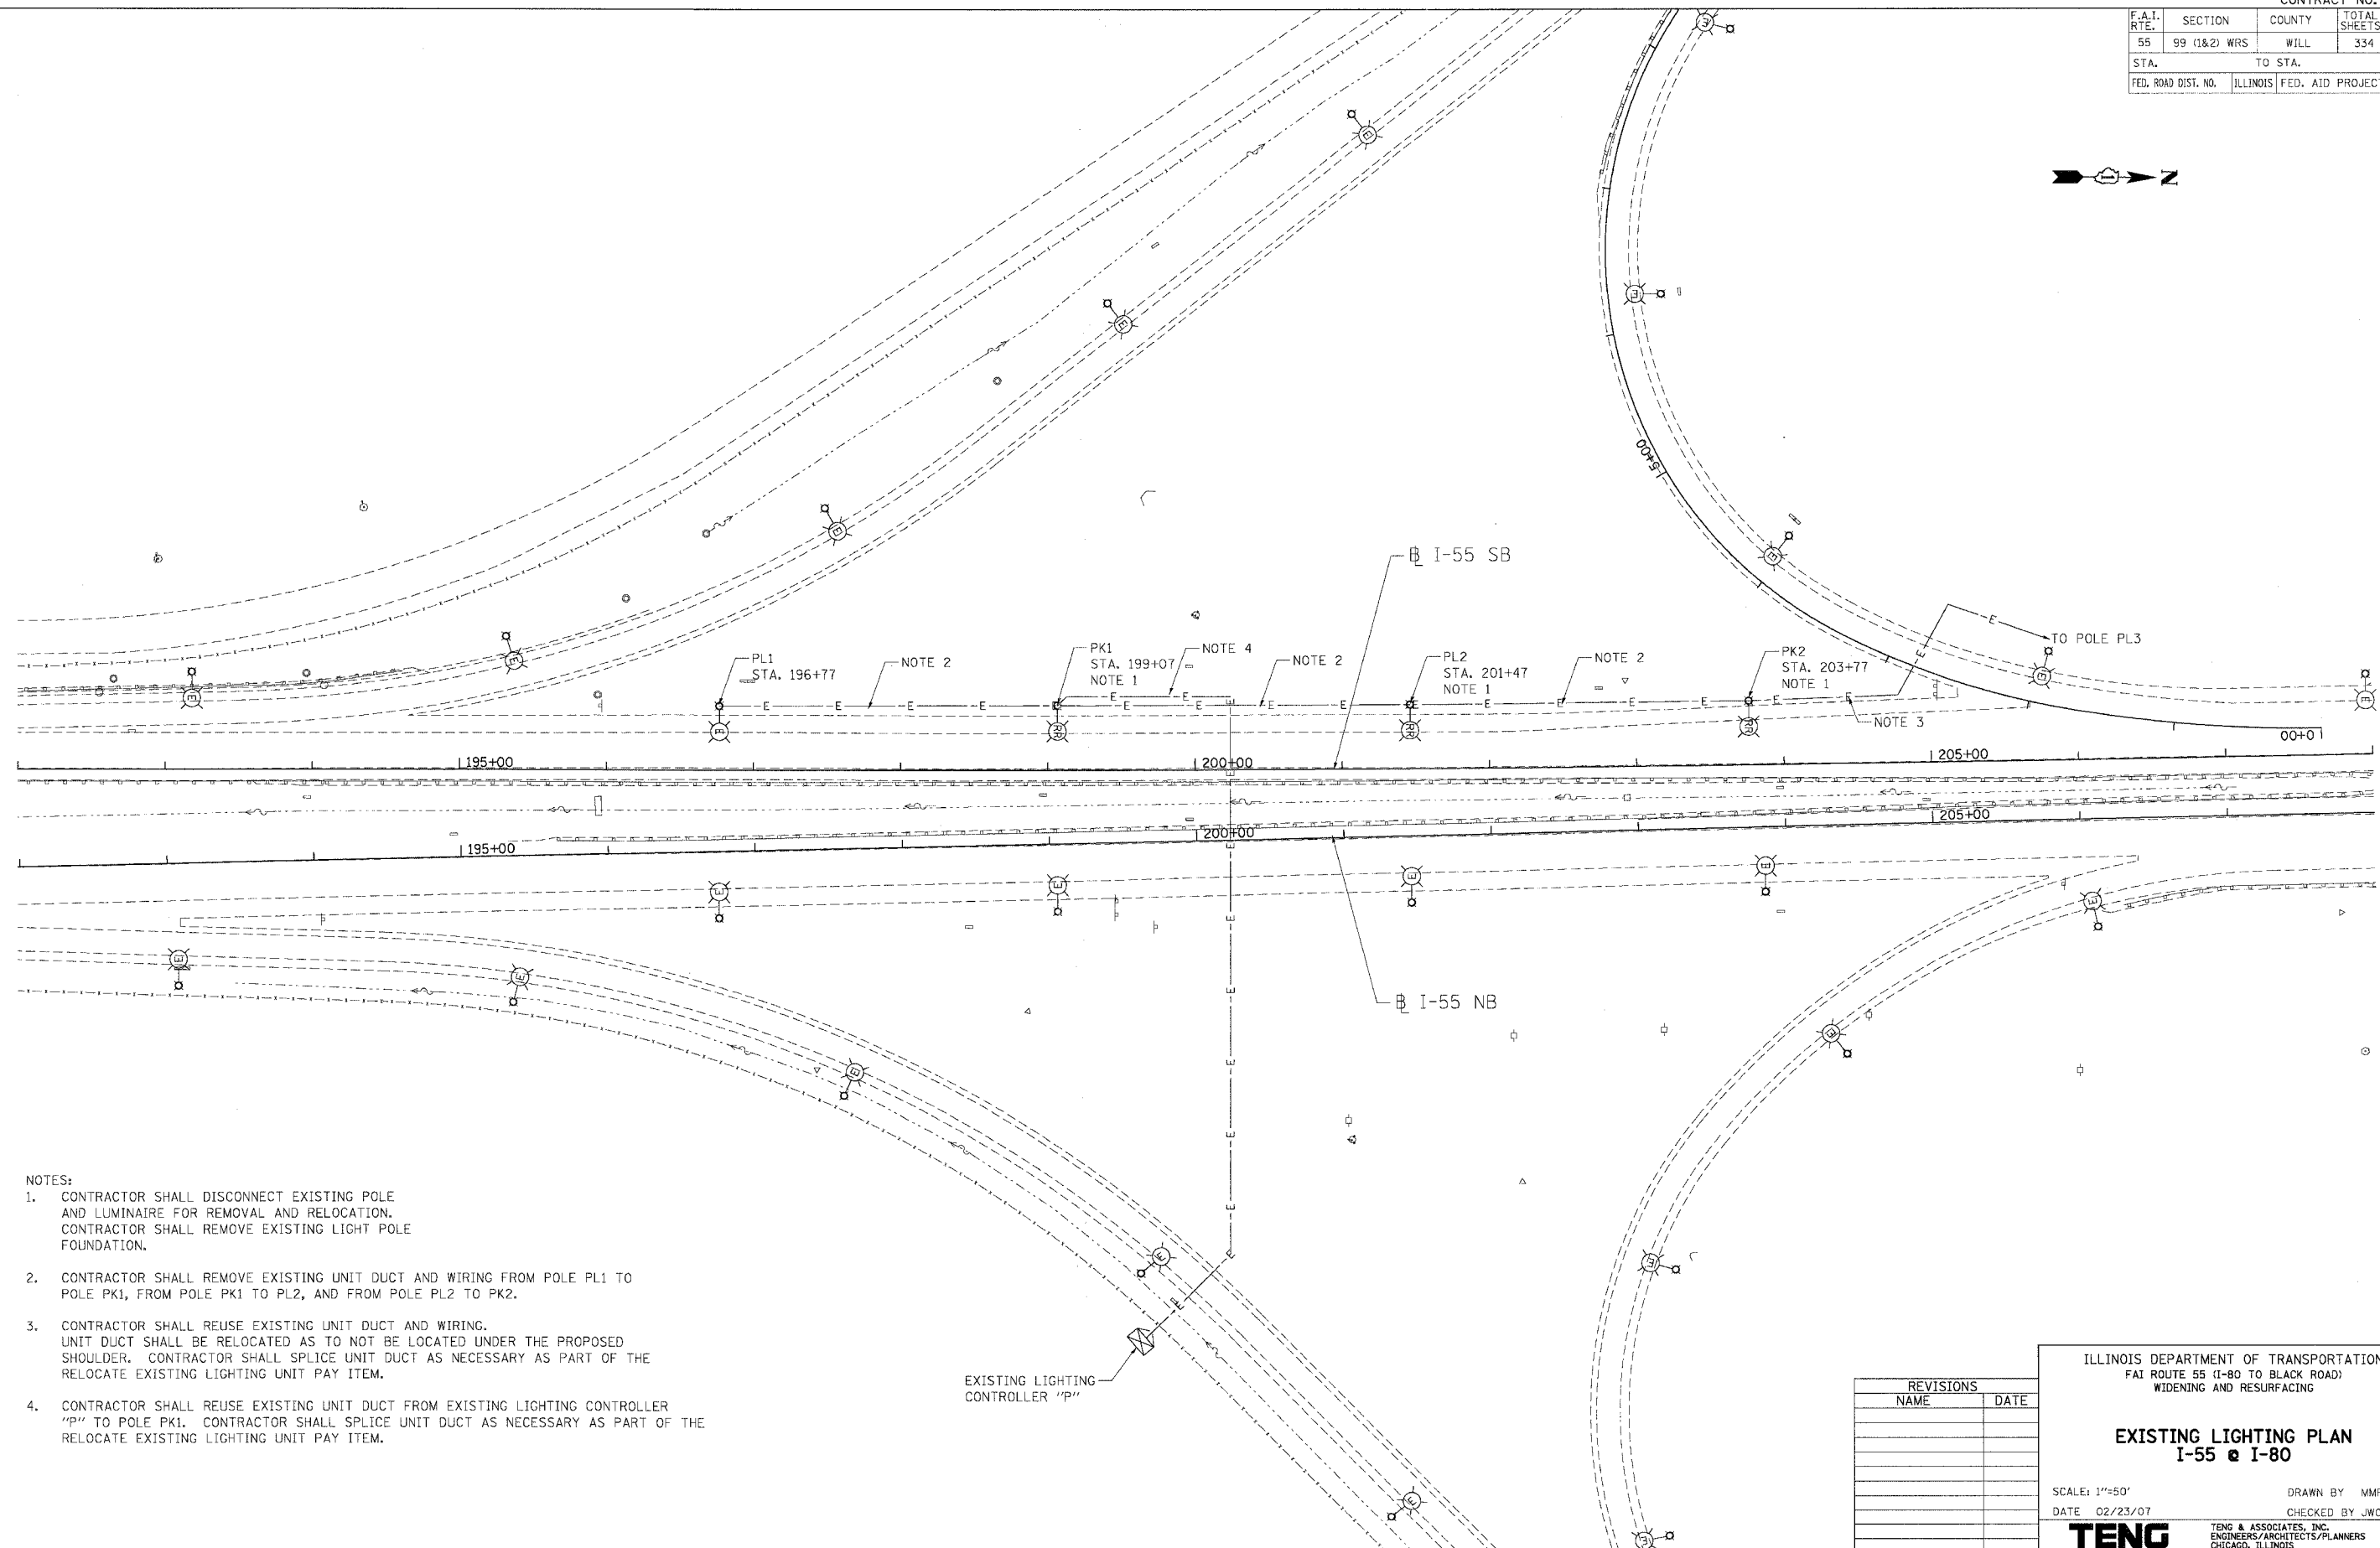 CONTRACT NO.
F.A.I. RTE. SECTION COUNTY TOTAL SHEETS
55 99 (1&2) WRS WILL 334
STA. TO STA.
FED. ROAD DIST. NO. ILLINOIS FED. AID PROJECT
N
5+00
℄ I-55 SB
TO POLE PL3
PL1
STA. 196+77
NOTE 2
PK1
STA. 199+07
NOTE 1
NOTE 4
NOTE 2
PL2
STA. 201+47
NOTE 1
NOTE 2
PK2
STA. 203+77
NOTE 1
NOTE 3
00+01
195+00
200+00
205+00
195+00
200+00
205+00
℄ I-55 NB
NOTES:
1. CONTRACTOR SHALL DISCONNECT EXISTING POLE
AND LUMINAIRE FOR REMOVAL AND RELOCATION.
CONTRACTOR SHALL REMOVE EXISTING LIGHT POLE
FOUNDATION.
2. CONTRACTOR SHALL REMOVE EXISTING UNIT DUCT AND WIRING FROM POLE PL1 TO
POLE PK1, FROM POLE PK1 TO PL2, AND FROM POLE PL2 TO PK2.
3. CONTRACTOR SHALL REUSE EXISTING UNIT DUCT AND WIRING.
UNIT DUCT SHALL BE RELOCATED AS TO NOT BE LOCATED UNDER THE PROPOSED
SHOULDER. CONTRACTOR SHALL SPLICE UNIT DUCT AS NECESSARY AS PART OF THE
RELOCATE EXISTING LIGHTING UNIT PAY ITEM.
4. CONTRACTOR SHALL REUSE EXISTING UNIT DUCT FROM EXISTING LIGHTING CONTROLLER
"P" TO POLE PK1. CONTRACTOR SHALL SPLICE UNIT DUCT AS NECESSARY AS PART OF THE
RELOCATE EXISTING LIGHTING UNIT PAY ITEM.
EXISTING LIGHTING
CONTROLLER "P"
REVISIONS
NAME DATE
ILLINOIS DEPARTMENT OF TRANSPORTATION
FAI ROUTE 55 (I-80 TO BLACK ROAD)
WIDENING AND RESURFACING
EXISTING LIGHTING PLAN
I-55 @ I-80
SCALE: 1"=50'
DRAWN BY
DATE 02/23/07
CHECKED BY JWC
TENG
TENG & ASSOCIATES, INC.
ENGINEERS/ARCHITECTS/PLANNERS
CHICAGO, ILLINOIS